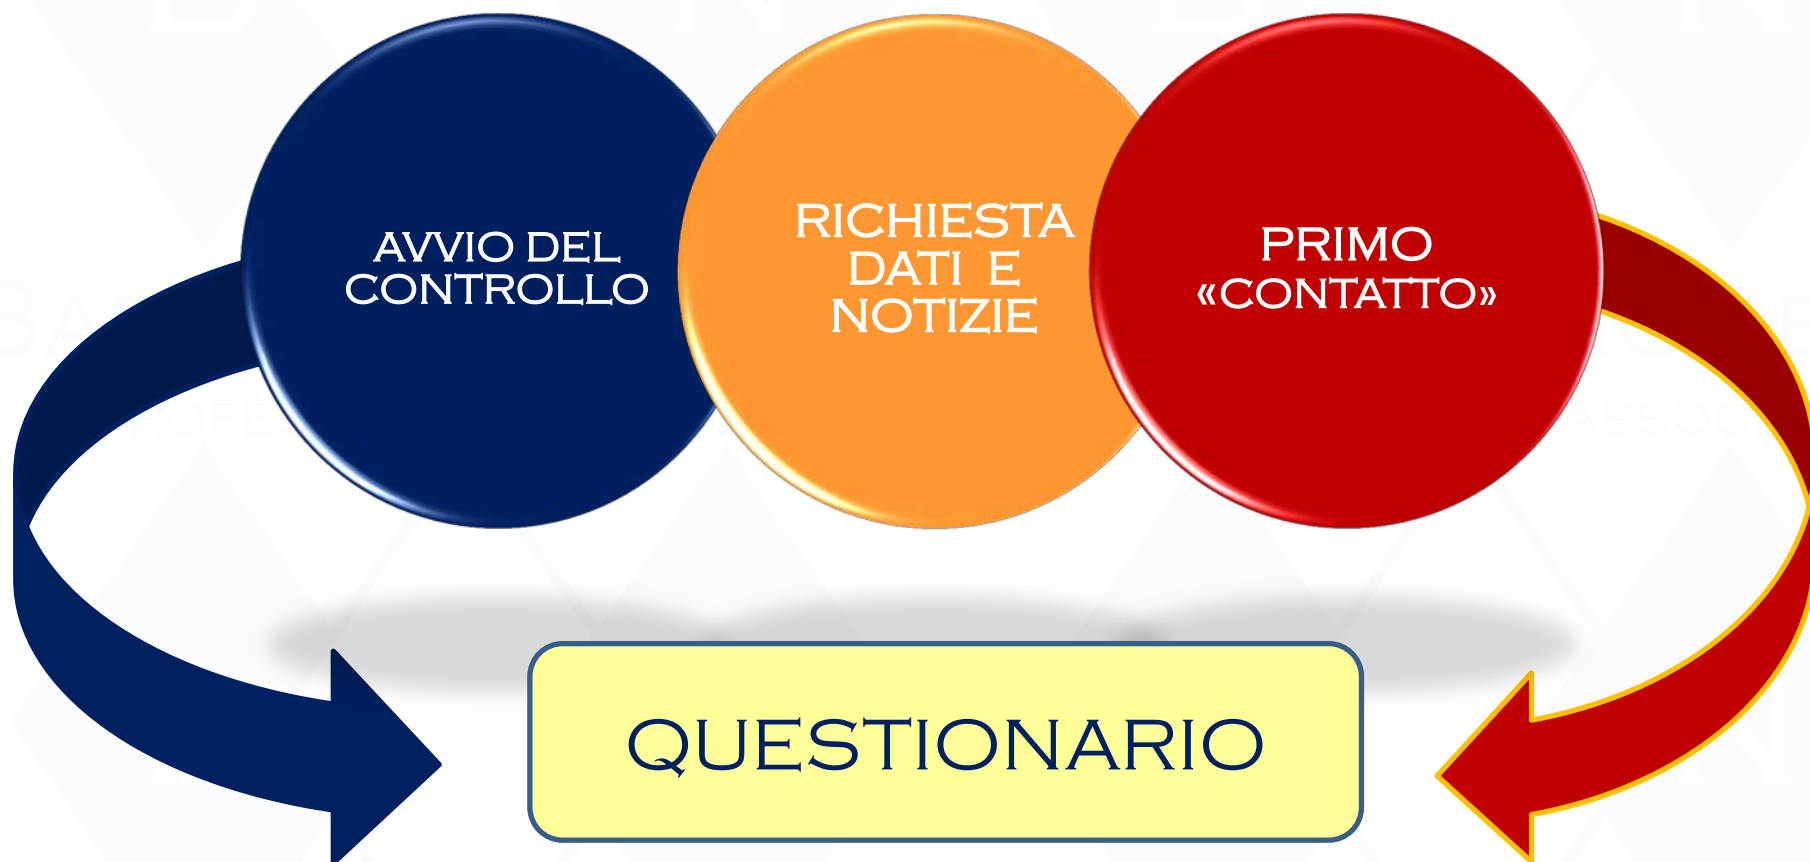 AVVIO DEL
CONTROLLO
RICHIESTA
DATI E
NOTIZIE
PRIMO
«CONTATTO»
QUESTIONARIO